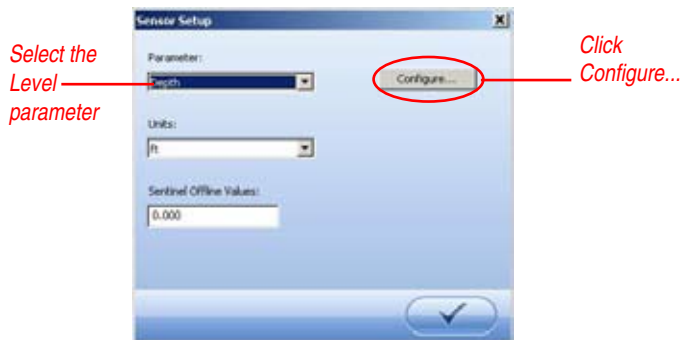 Sensor Setup
Select the
Level
parameter
Parameter:
Depth
Configure...
Click
Configure...
Units:
ft
Sentinel Offline Values:
0.000